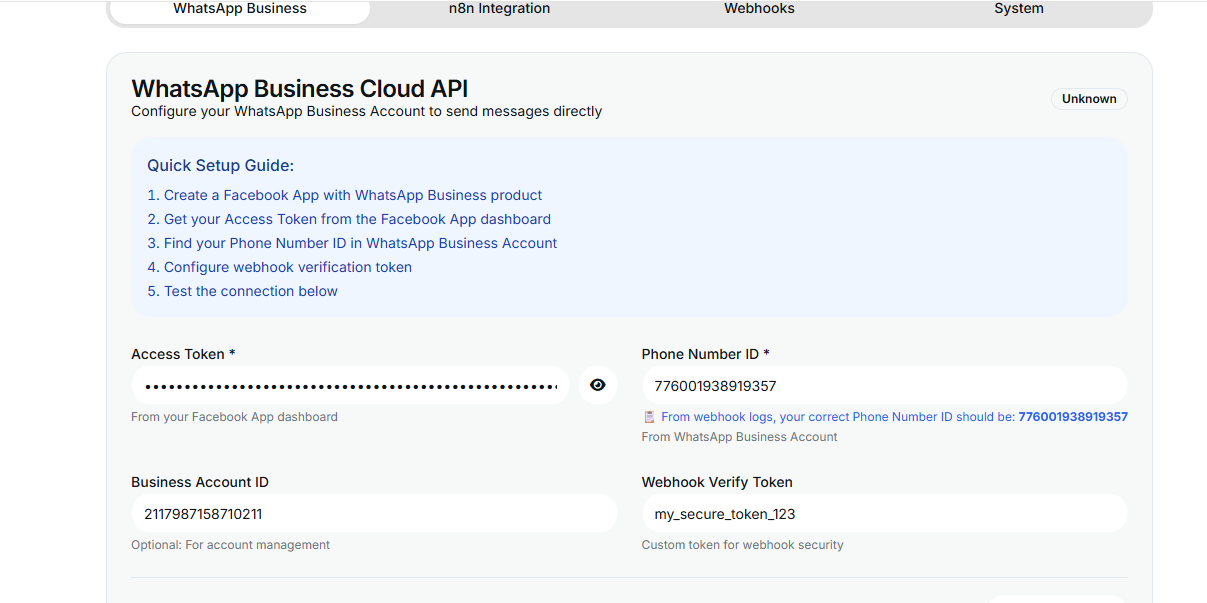 WhatsApp Business n8n Integration Webhooks System
WhatsApp Business Cloud API
Configure your WhatsApp Business Account to send messages directly
Unknown
Quick Setup Guide:
1. Create a Facebook App with WhatsApp Business product
2. Get your Access Token from the Facebook App dashboard
3. Find your Phone Number ID in WhatsApp Business Account
4. Configure webhook verification token
5. Test the connection below
Access Token *
From your Facebook App dashboard
Phone Number ID *
776001938919357
From webhook logs, your correct Phone Number ID should be: 776001938919357
From WhatsApp Business Account
Business Account ID
2117987158710211
Optional: For account management
Webhook Verify Token
my_secure_token_123
Custom token for webhook security